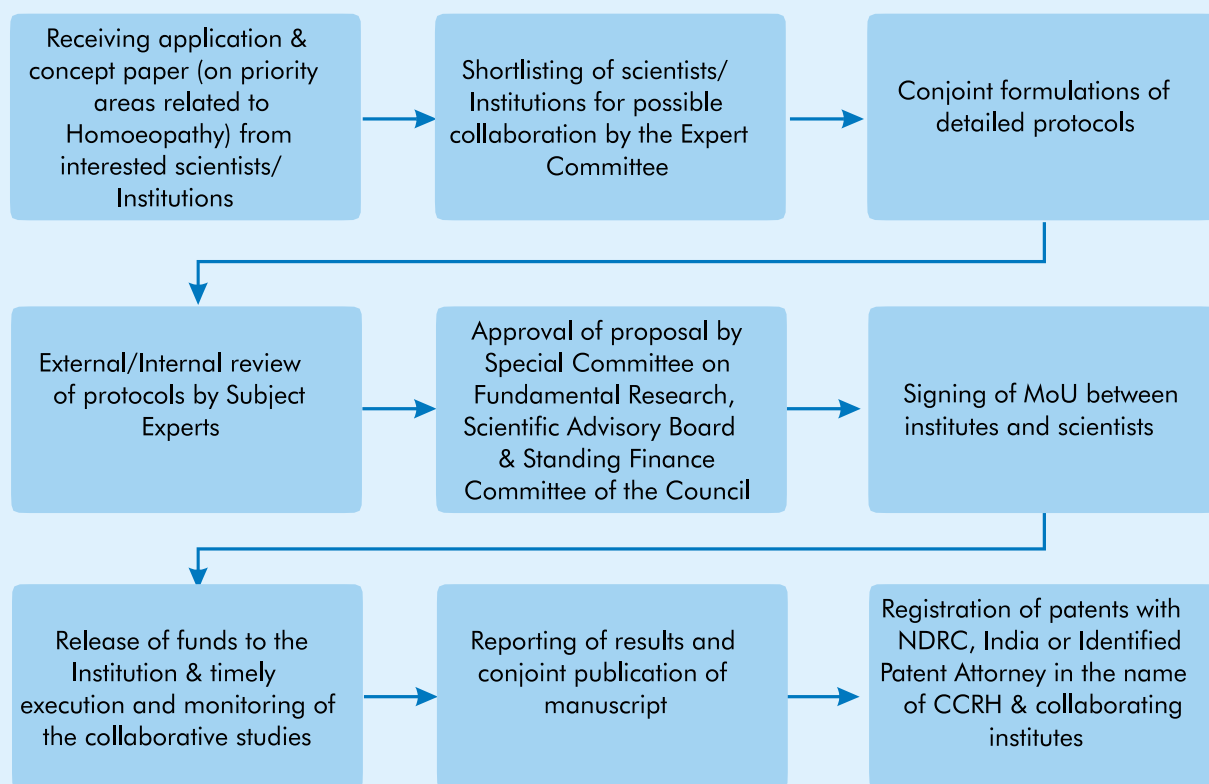 Receiving application &
concept paper (on priority
areas related to
Homoeopathy) from
interested scientists/
Institutions
Shortlisting of scientists/
Institutions for possible
collaboration by the Expert
Committee
Conjoint formulations of
detailed protocols
External/Internal review
of protocols by Subject
Experts
Approval of proposal by
Special Committee on
Fundamental Research,
Scientific Advisory Board
& Standing Finance
Committee of the Council
Signing of MoU between
institutes and scientists
Release of funds to the
Institution & timely
execution and monitoring of
the collaborative studies
Reporting of results and
conjoint publication of
manuscript
Registration of patents with
NDRC, India or Identified
Patent Attorney in the name
of CCRH & collaborating
institutes